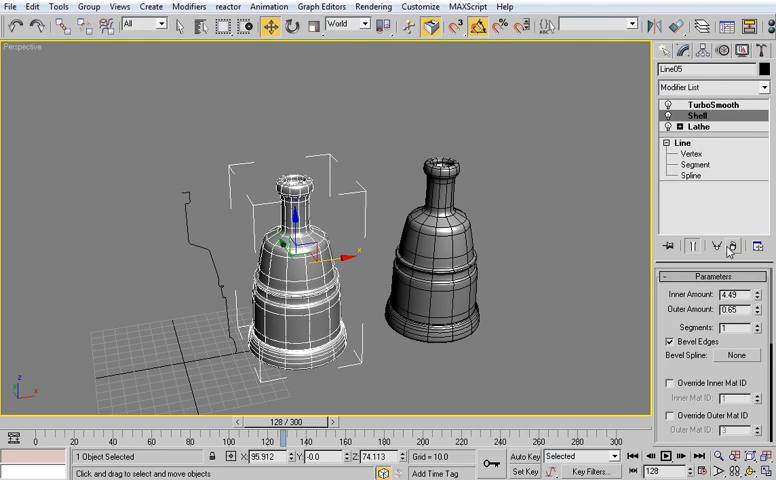 File Edit Tools Group Views Create Modifiers reactor Animation Graph Editors Rendering Customize MAXScript Help
All View World ABC
Perspective
Line05
Modifier List
TurboSmooth
Shell
Lathe
Line
Vertex
Segment
Spline
Parameters
Inner Amount: 4.49
Outer Amount: 0.65
Segments: 1
Bevel Edges
Bevel Spline: None
Override Inner Mat ID
Inner Mat ID: 1
Override Outer Mat ID
Outer Mat ID: 3
z
x
x
128 / 300
0 20 40 60 80 100 120 140 160 180 200 220 240 260 280 300
1 Object Selected X: 95.912 Y: -0.0 Z: 74.113 Grid = 10.0 Auto Key Selected
Click and drag to select and move objects Add Time Tag Set Key Key Filters... 128